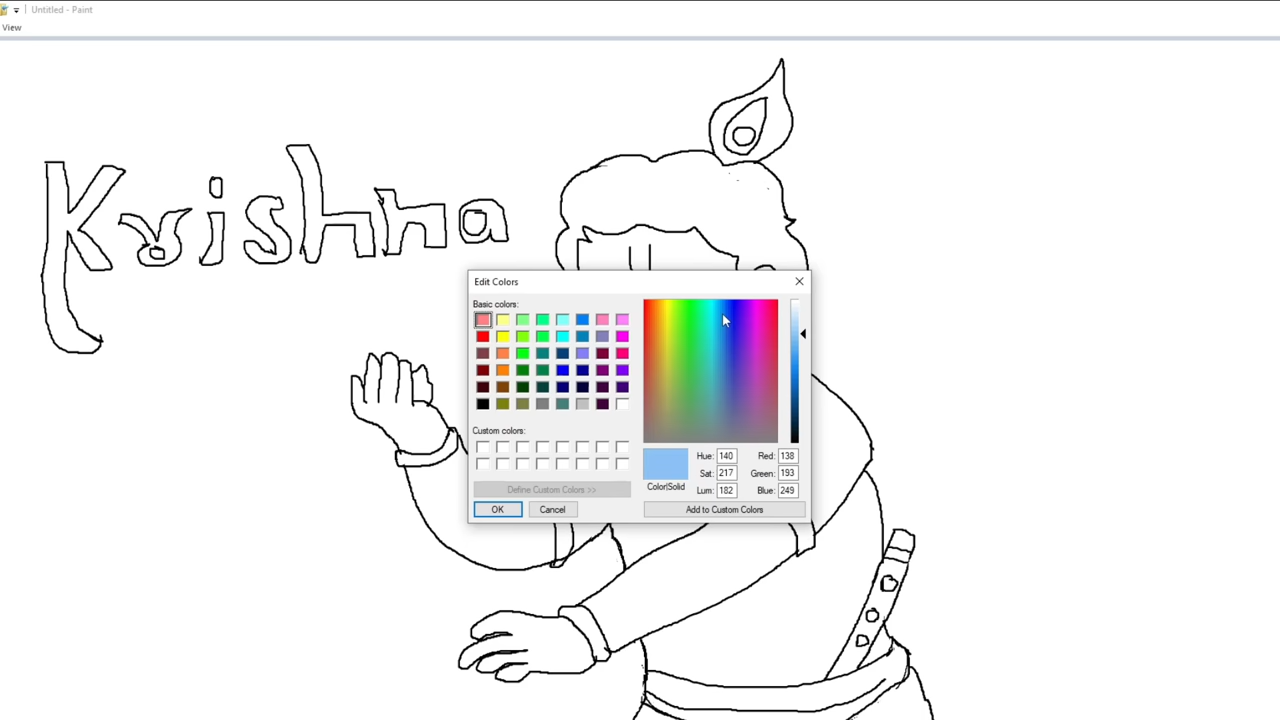 Untitled - Paint
View
Krishna
Edit Colors
Basic colors:
Custom colors:
Define Custom Colors >>
OK
Cancel
Color|Solid
Hue: 140
Sat: 217
Lum: 182
Red: 138
Green: 193
Blue: 249
Add to Custom Colors